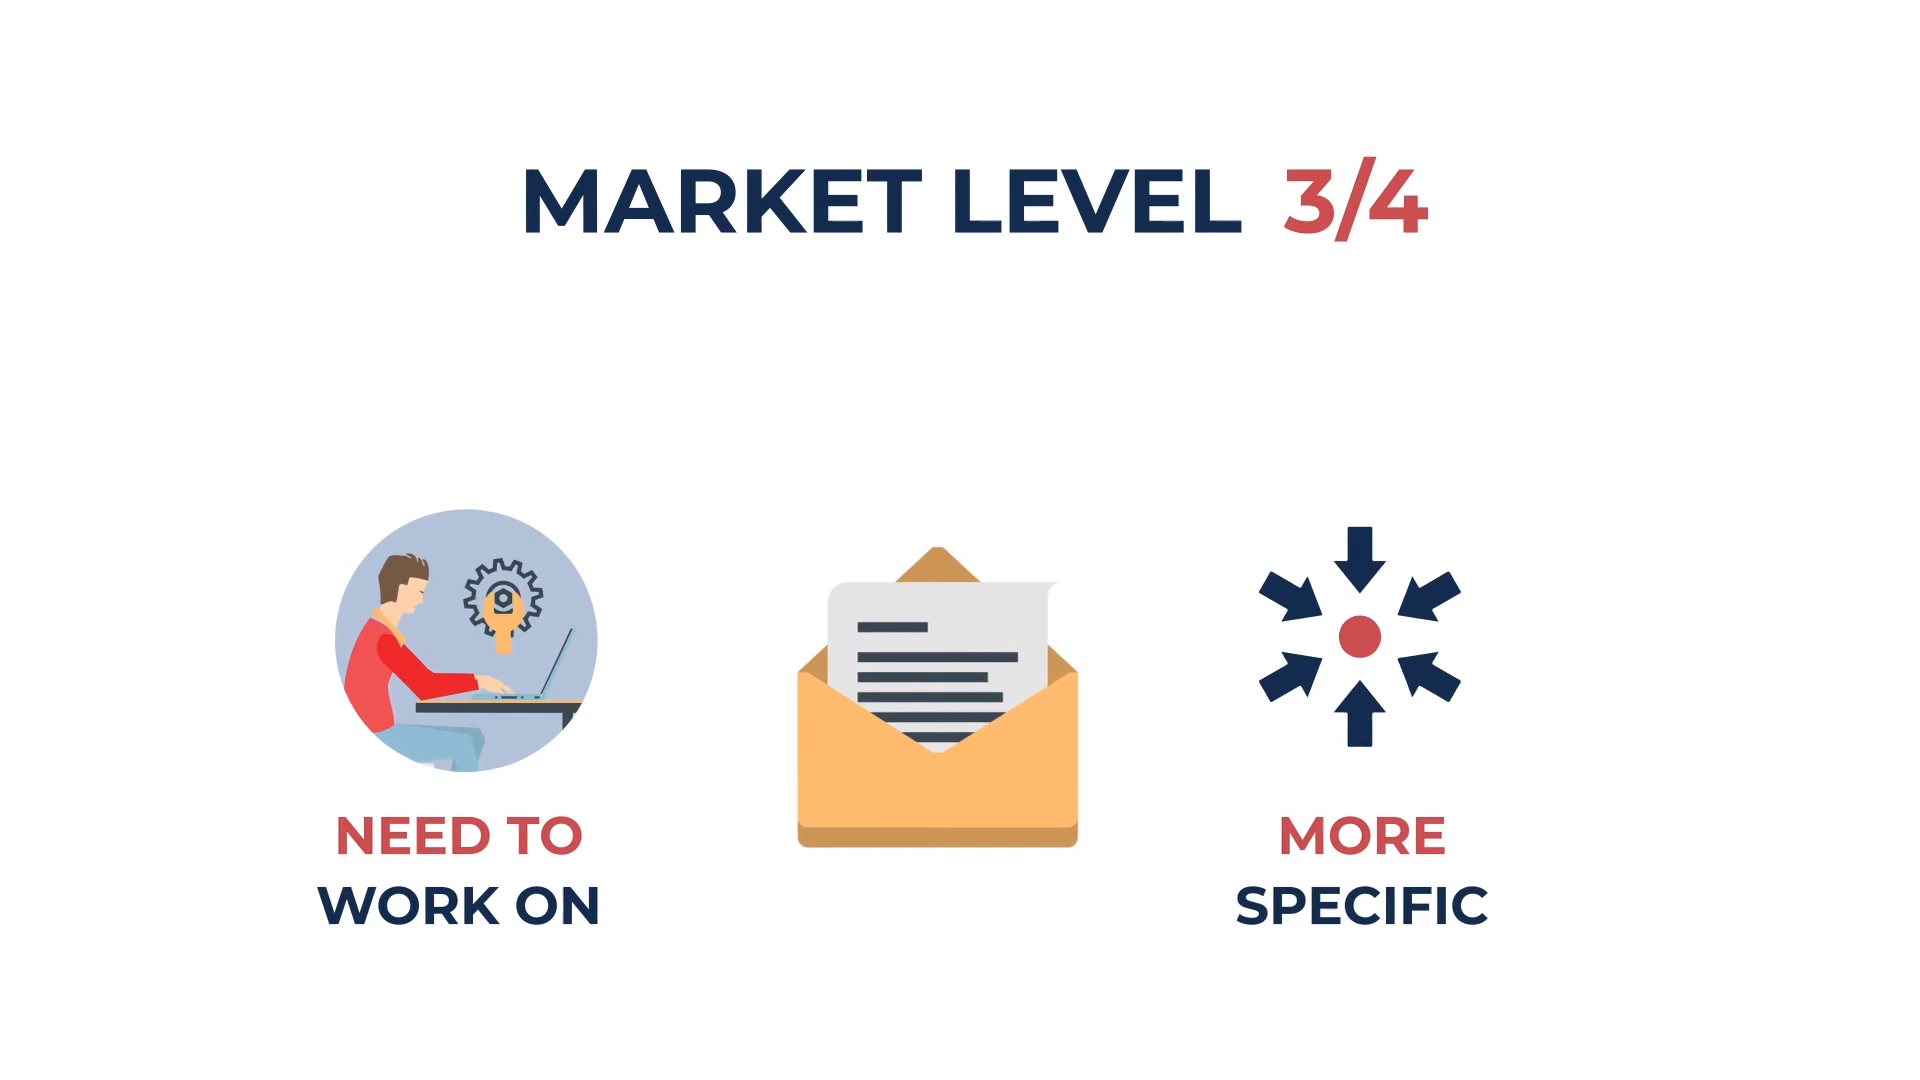 MARKET LEVEL 3/4
NEED TO
WORK ON
MORE
SPECIFIC